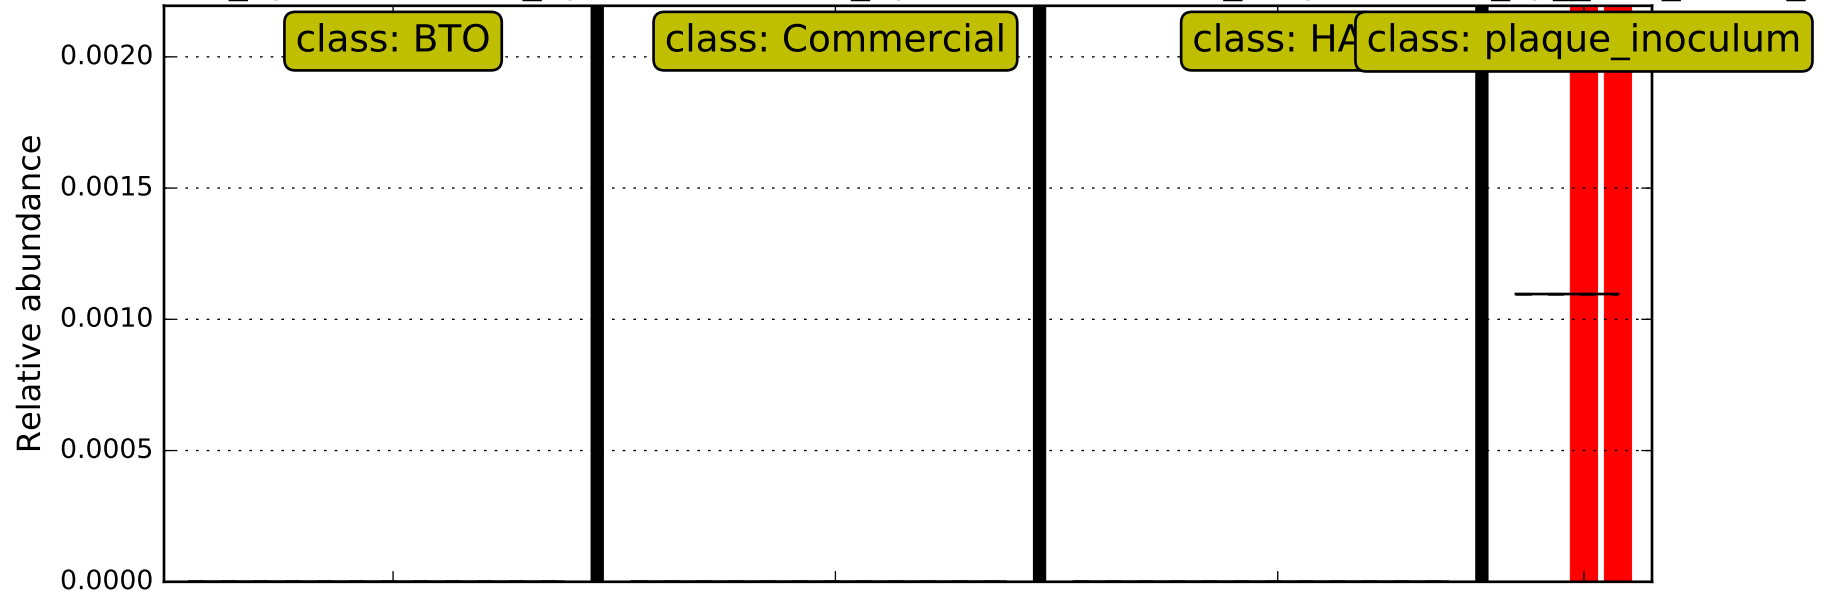 class: BTO
class: Commercial
class: HA
class: plaque_inoculum
0.0020
0.0015
0.0010
0.0005
0.0000
Relative abundance